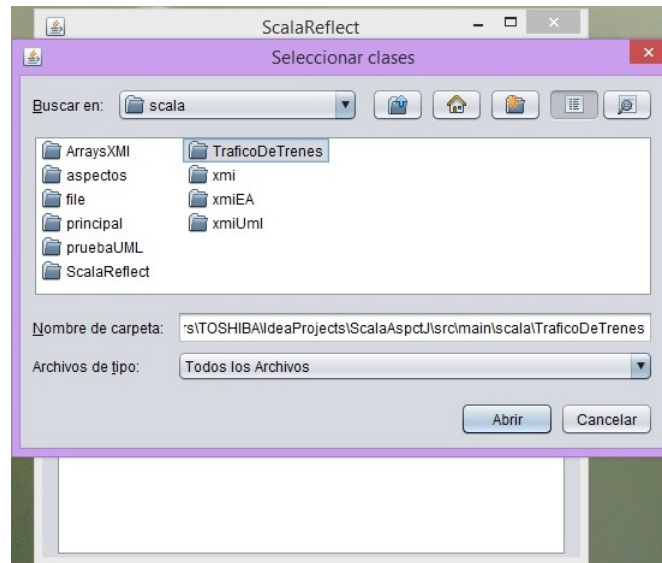 ScalaReflect
Seleccionar clases
Buscar en: scala
ArraysXMI
aspectos
file
principal
pruebaUML
ScalaReflect
TraficoDeTrenes
xmi
xmiEA
xmiUml
Nombre de carpeta: 's\TOSHIBA\IdeaProjects\ScalaAspctJ\src\main\scala\TraficoDeTrenes
Archivos de tipo: Todos los Archivos
Abrir Cancelar